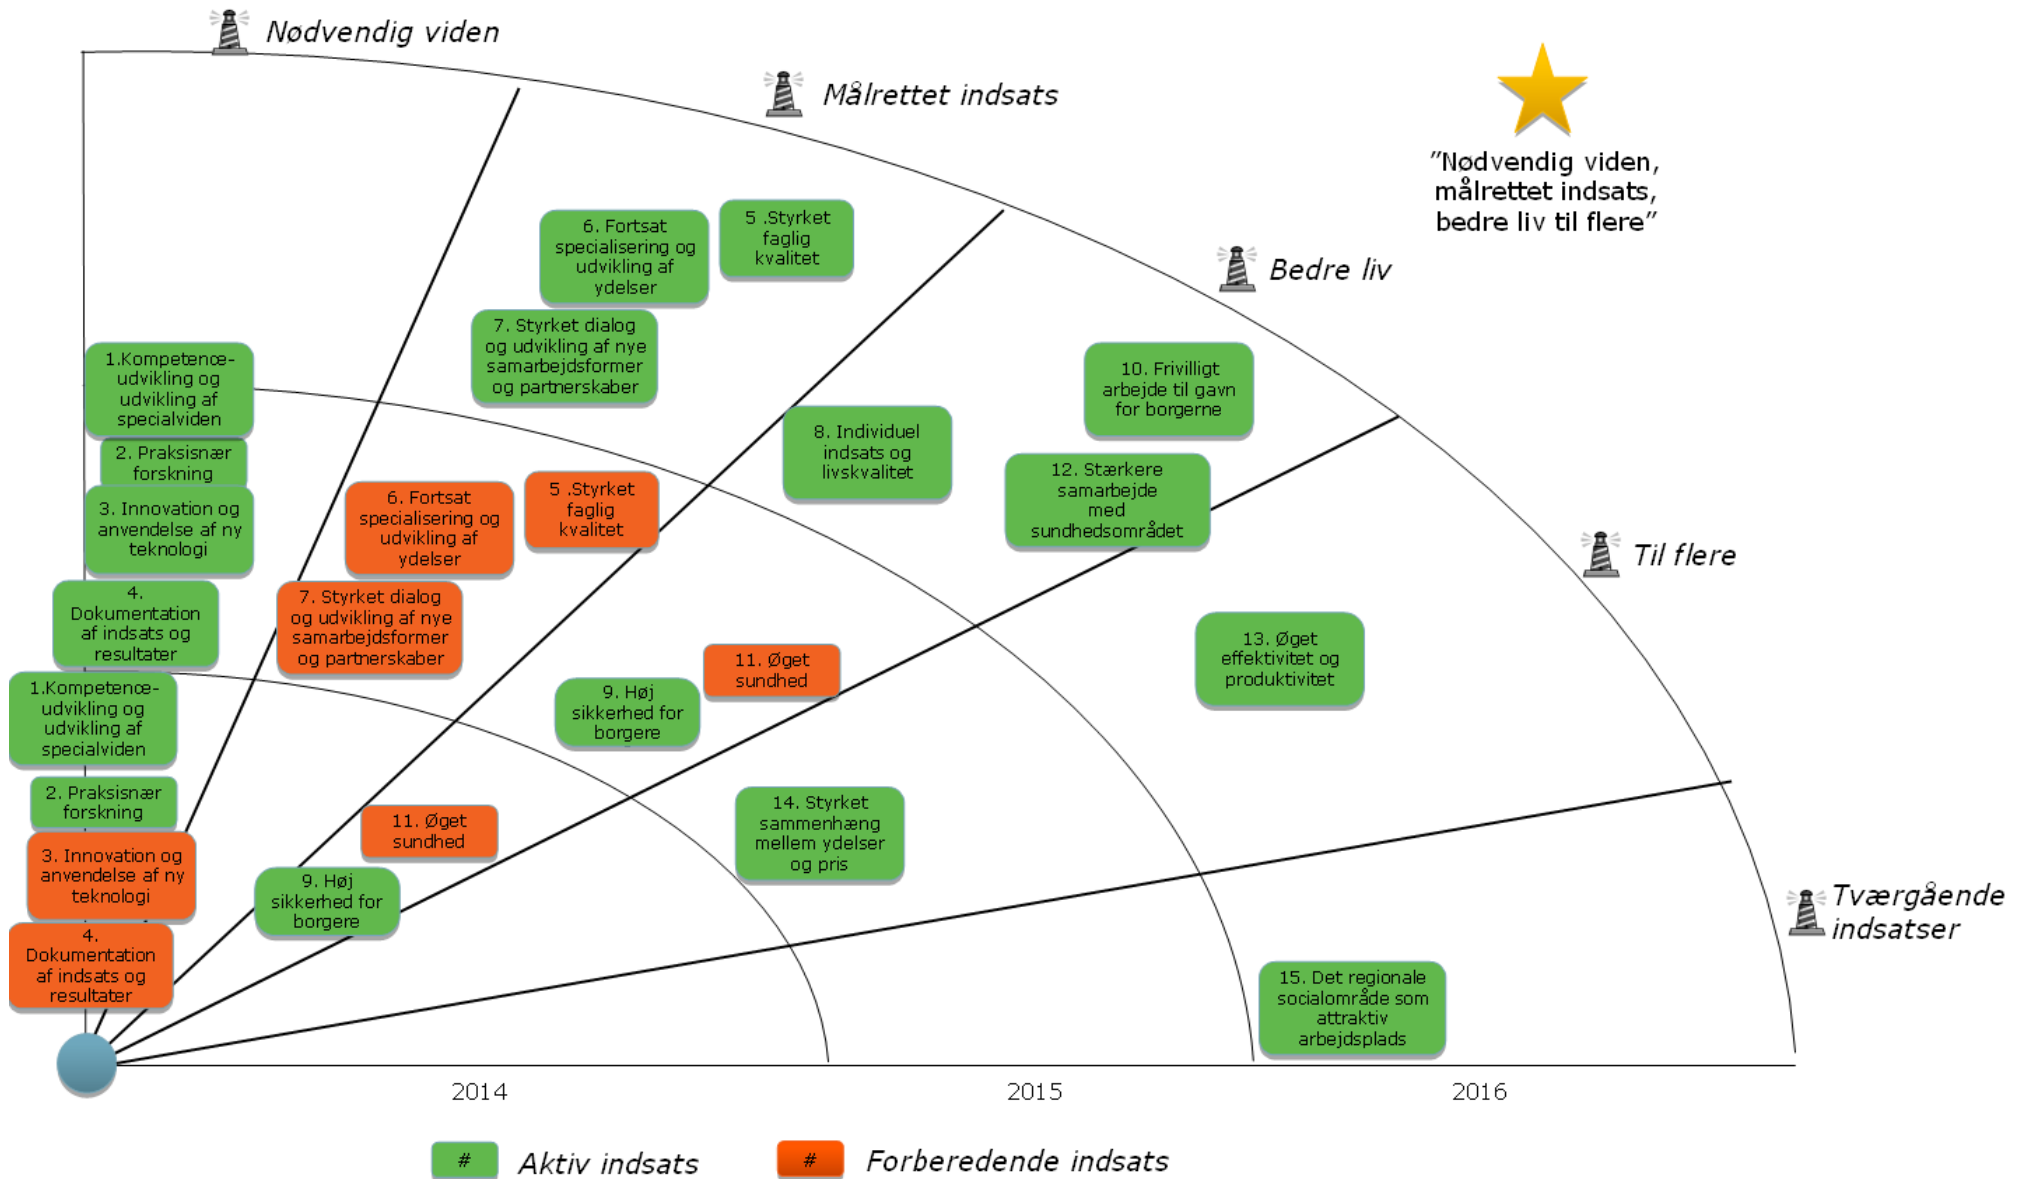 Nødvendig viden
Målrettet indsats
"Nødvendig viden,
målrettet indsats,
bedre liv til flere"
Bedre liv
Til flere
Tværgående
indsatser
6. Fortsat
specialisering og
udvikling af
ydelser
5 .Styrket
faglig
kvalitet
7. Styrket dialog
og udvikling af nye
samarbejdsformer
og partnerskaber
1.Kompetence-
udvikling og
udvikling af
specialviden
2. Praksisnær
forskning
3. Innovation og
anvendelse af ny
teknologi
4.
Dokumentation
af indsats og
resultater
10. Frivilligt
arbejde til gavn
for borgerne
8. Individuel
indsats og
livskvalitet
12. Stærkere
samarbejde
med
sundhedsområdet
6. Fortsat
specialisering og
udvikling af
ydelser
5 .Styrket
faglig
kvalitet
7. Styrket dialog
og udvikling af nye
samarbejdsformer
og partnerskaber
13. Øget
effektivitet og
produktivitet
11. Øget
sundhed
9. Høj
sikkerhed for
borgere
1.Kompetence-
udvikling og
udvikling af
specialviden
2. Praksisnær
forskning
3. Innovation og
anvendelse af ny
teknologi
4.
Dokumentation
af indsats og
resultater
11. Øget
sundhed
9. Høj
sikkerhed for
borgere
14. Styrket
sammenhæng
mellem ydelser
og pris
15. Det regionale
socialområde som
attraktiv
arbejdsplads
2014
2015
2016
# Aktiv indsats
# Forberedende indsats